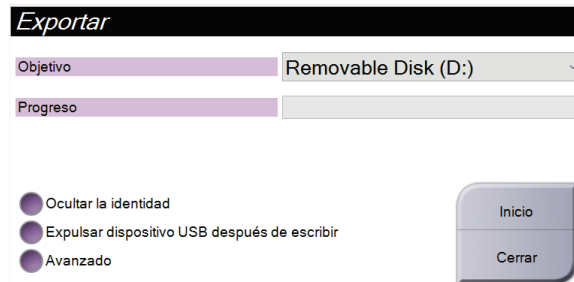 Exportar
Objetivo
Removable Disk (D:)
Progreso
Ocultar la identidad
Expulsar dispositivo USB después de escribir
Avanzado
Inicio
Cerrar